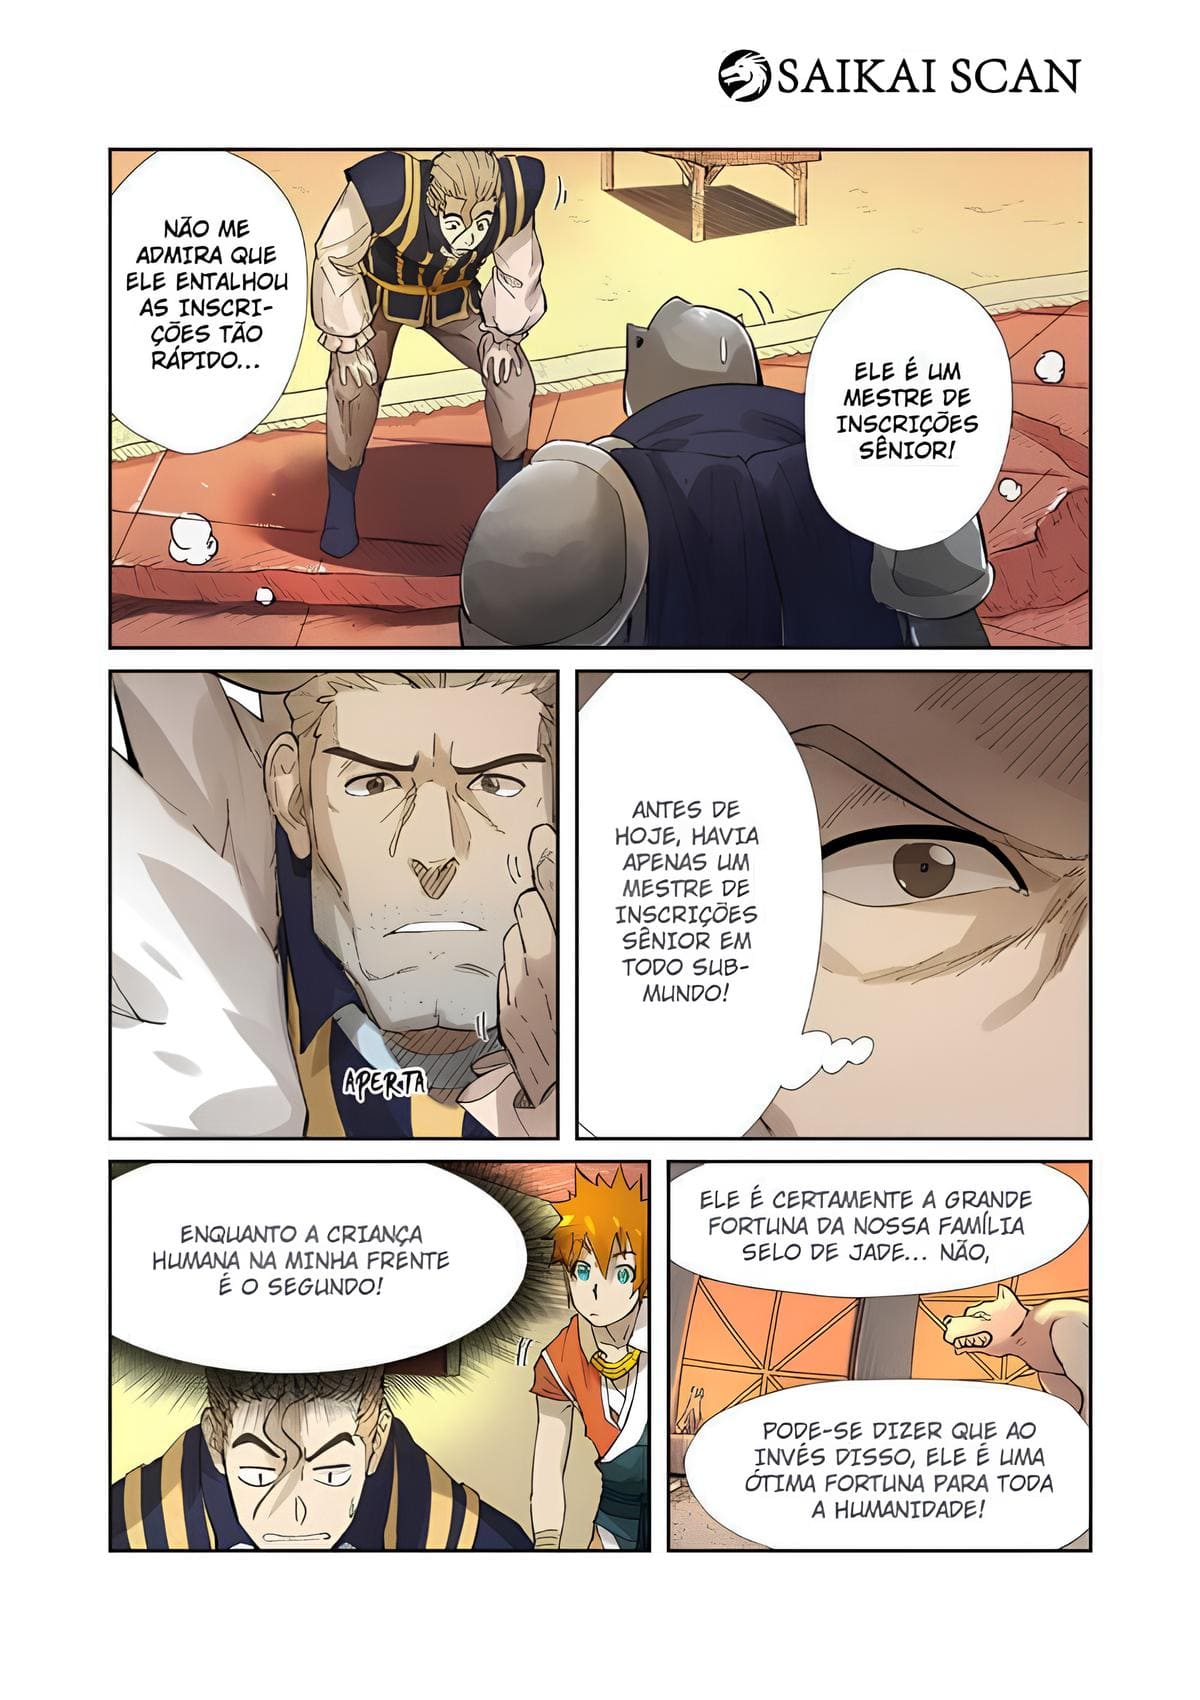 SAIKAI SCAN
NÃO ME
ADMIRA QUE
ELE ENTALHOU
AS INSCRI-
ÇÕES TÃO
RÁPIDO...
ELE É UM
MESTRE DE
INSCRIÇÕES
SÊNIOR!
APERTA
ANTES DE
HOJE, HAVIA
APENAS UM
MESTRE DE
INSCRIÇÕES
SÊNIOR EM
TODO SUB-
MUNDO!
ENQUANTO A CRIANÇA
HUMANA NA MINHA FRENTE
É O SEGUNDO!
ELE É CERTAMENTE A GRANDE
FORTUNA DA NOSSA FAMÍLIA
SELO DE JADE... NÃO,
PODE-SE DIZER QUE AO
INVÉS DISSO, ELE É UMA
ÓTIMA FORTUNA PARA TODA
A HUMANIDADE!